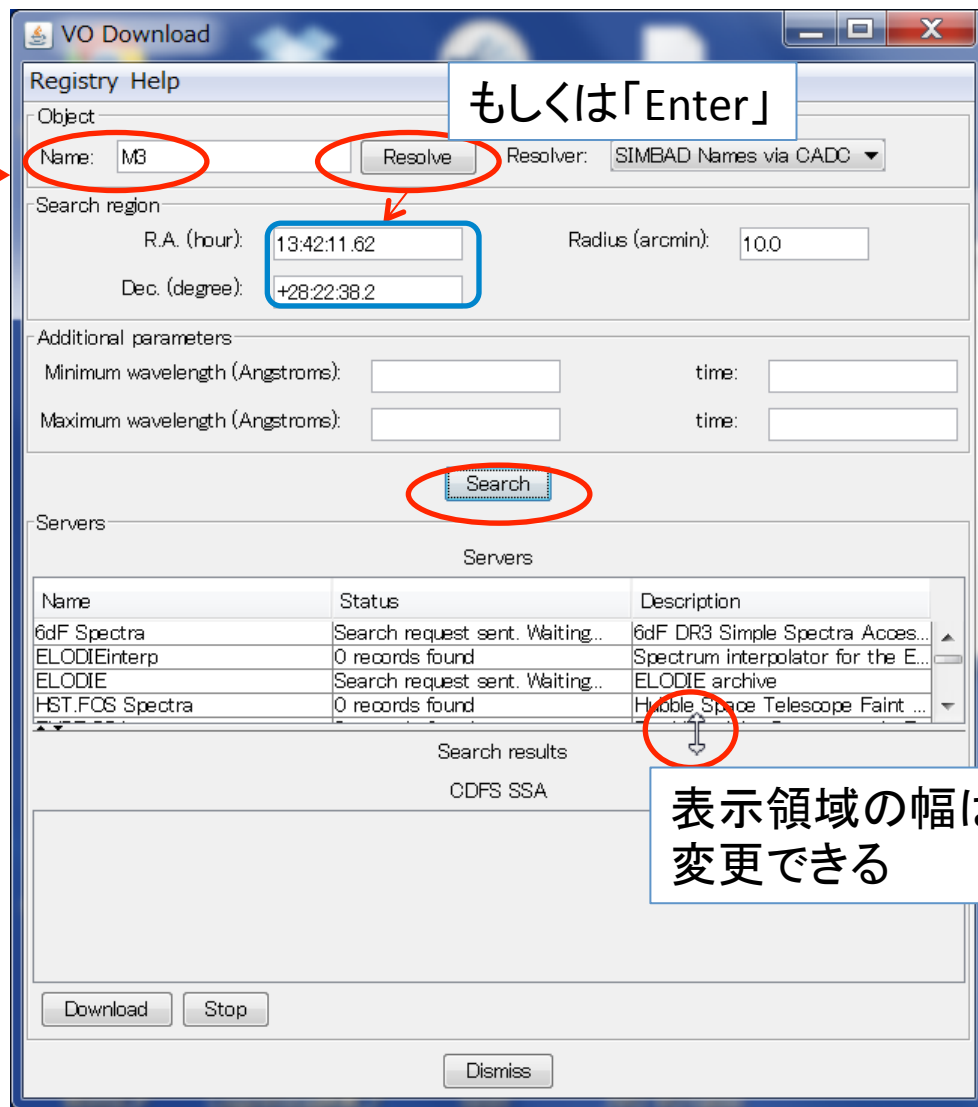 VO Download
Registry Help
もしくは「Enter」
Object
Name: M3 Resolve Resolver: SIMBAD Names via CADC
Search region
R.A. (hour): 13:42:11.62 Radius (arcmin): 10.0
Dec. (degree): +28:22:38.2
Additional parameters
Minimum wavelength (Angstroms): time:
Maximum wavelength (Angstroms): time:
Search
Servers
Servers
Name Status Description
6dF Spectra Search request sent. Waiting... 6dF DR3 Simple Spectra Acces...
ELODIEinterp 0 records found Spectrum interpolator for the E...
ELODIE Search request sent. Waiting... ELODIE archive
HST.FOS Spectra 0 records found Hubble Space Telescope Faint ...
Search results
CDFS SSA
表示領域の幅は
変更できる
Download Stop
Dismiss